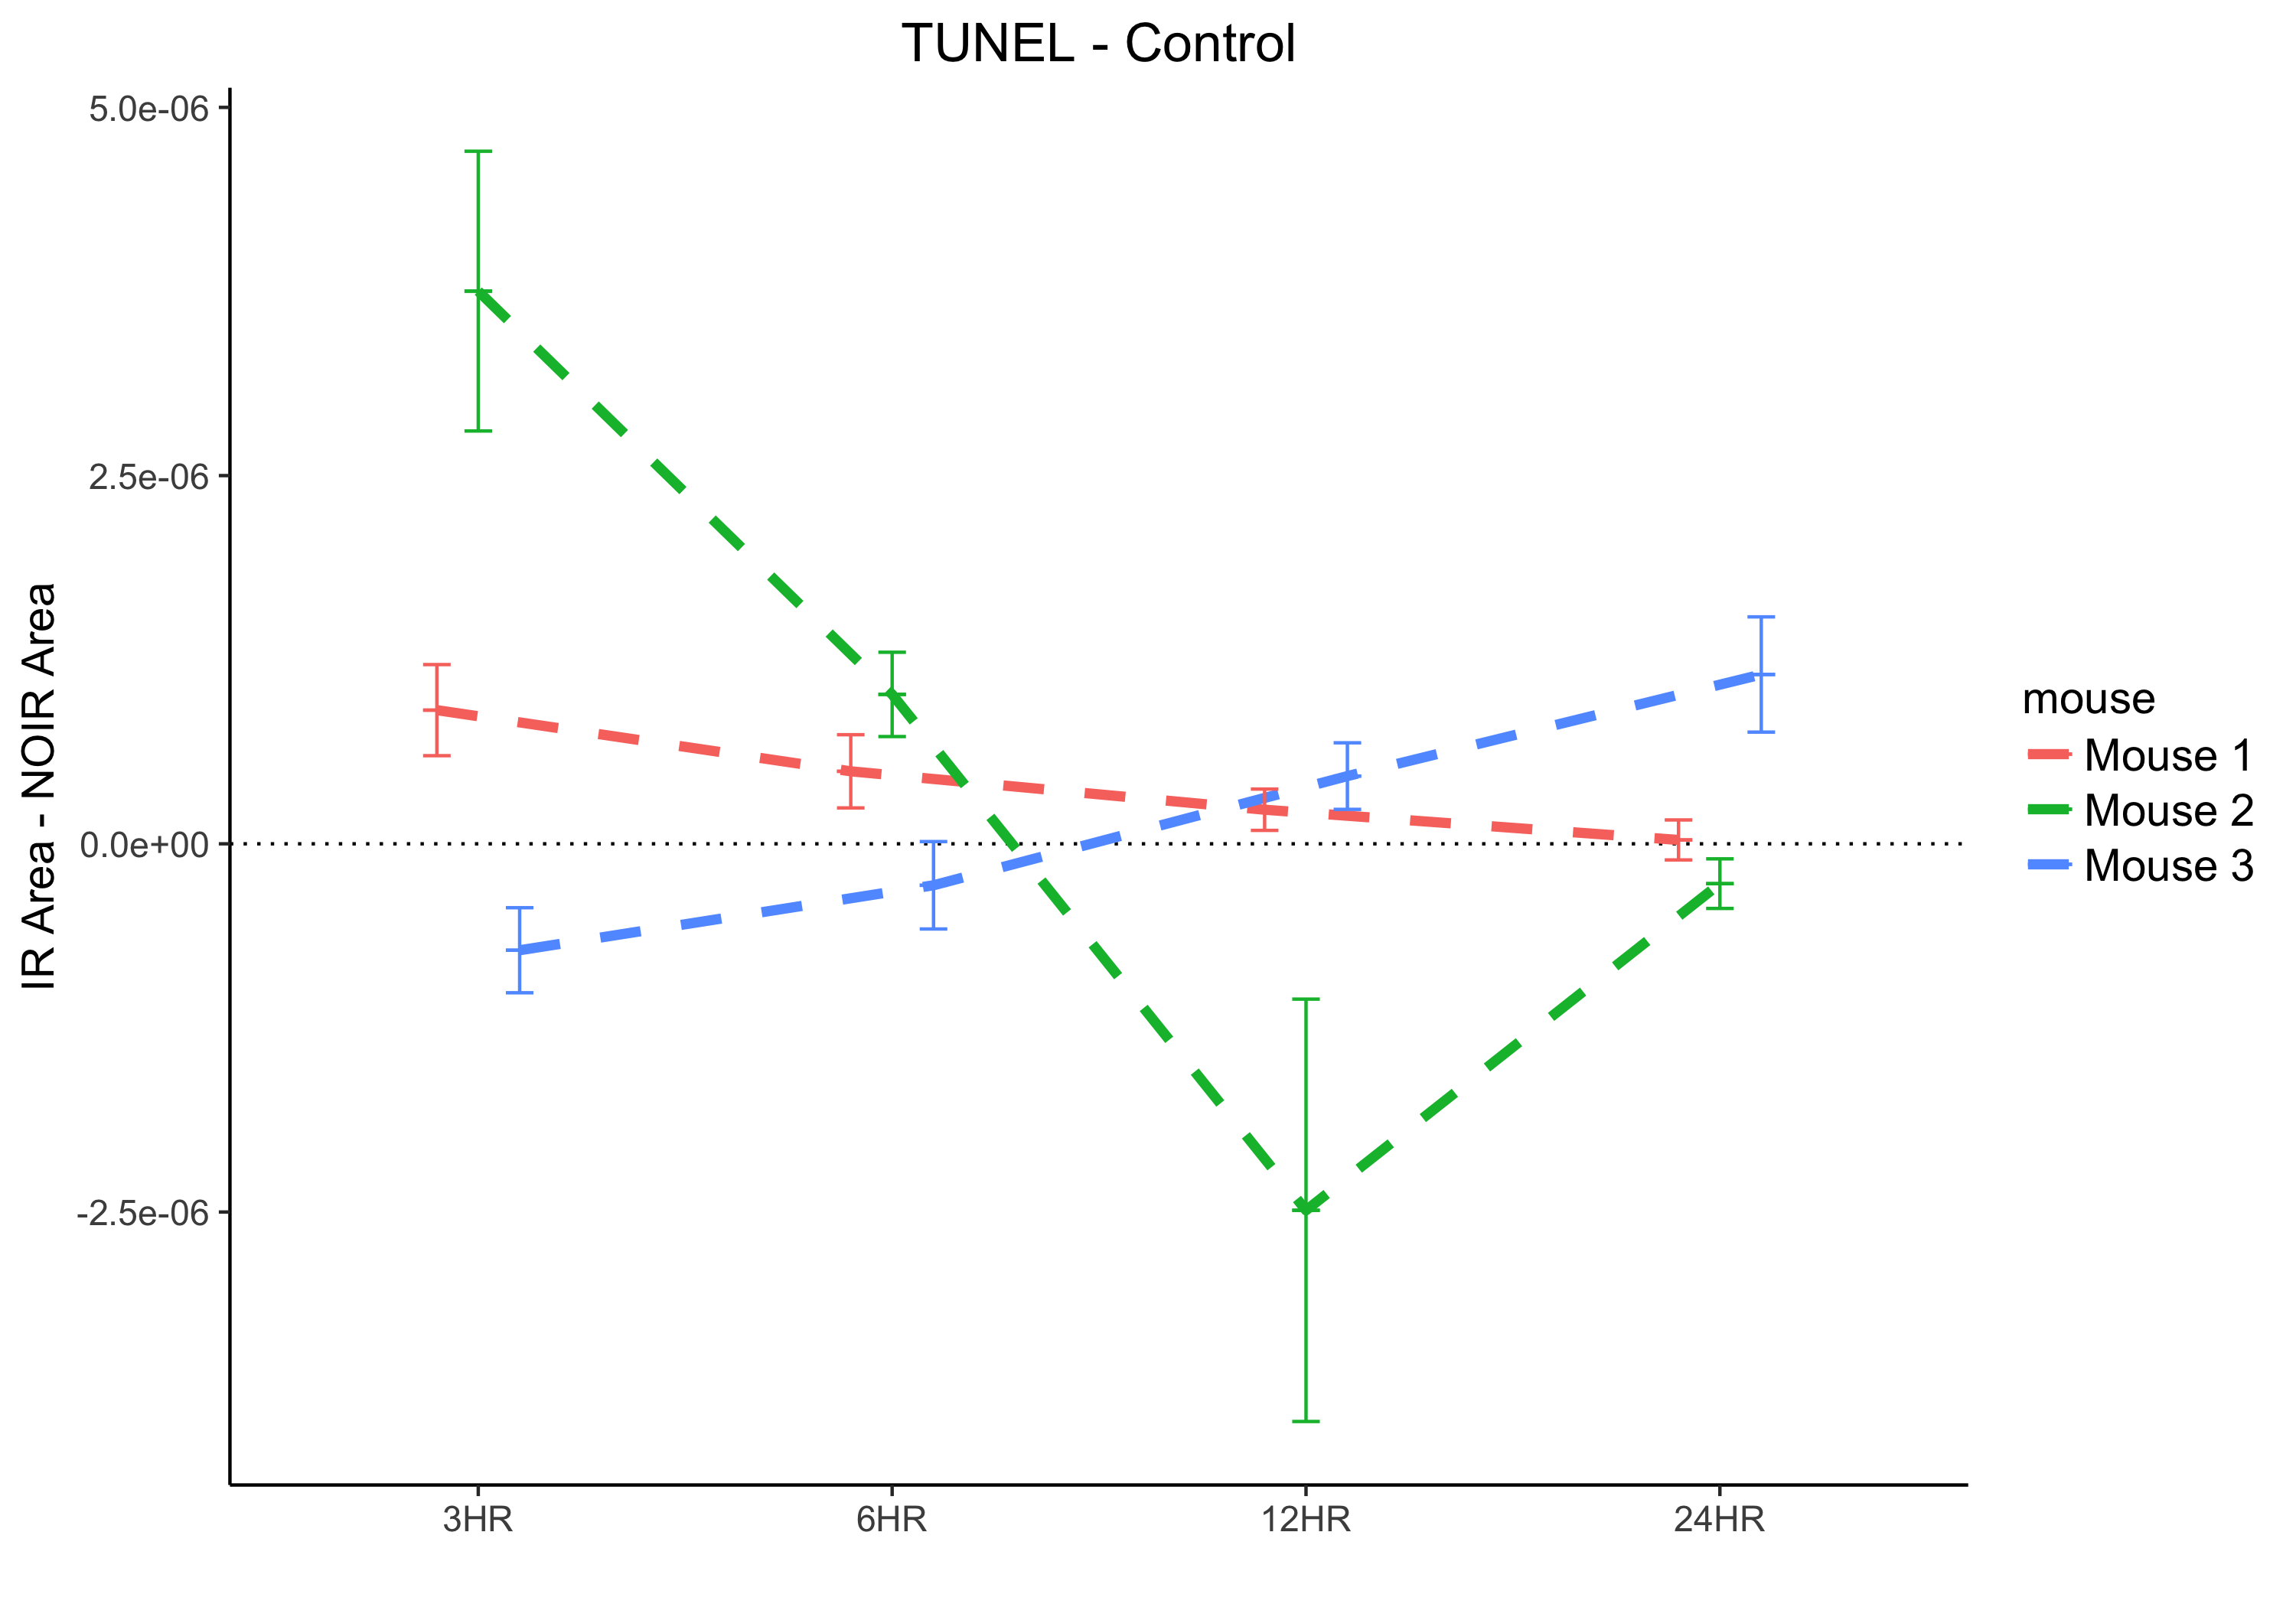 TUNEL - Control
5.0e-06
2.5e-06
0.0e+00
-2.5e-06
IR Area - NOIR Area
3HR
6HR
12HR
24HR
mouse
Mouse 1
Mouse 2
Mouse 3